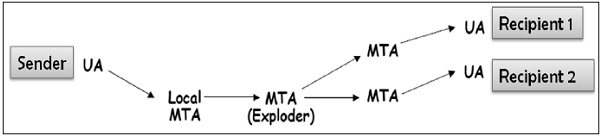 Sender
UA
Local
MTA
MTA
(Exploder)
MTA
UA
Recipient 1
MTA
UA
Recipient 2